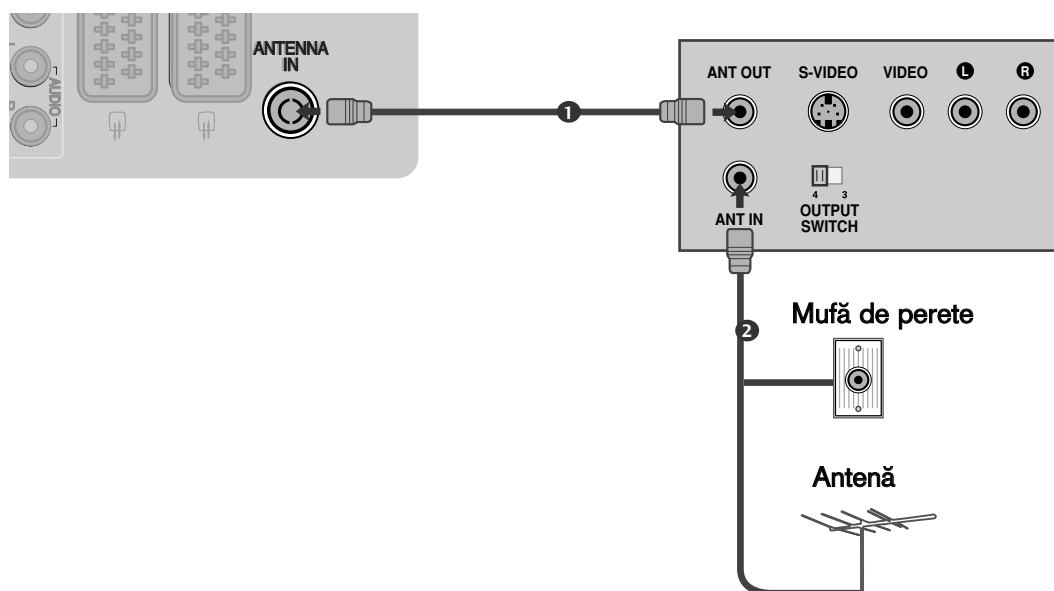 AUDIO
ANTENNA
IN
1
ANT OUT
S-VIDEO
VIDEO
L
R
4
3
OUTPUT
SWITCH
ANT IN
2
Mufă de perete
Antenă